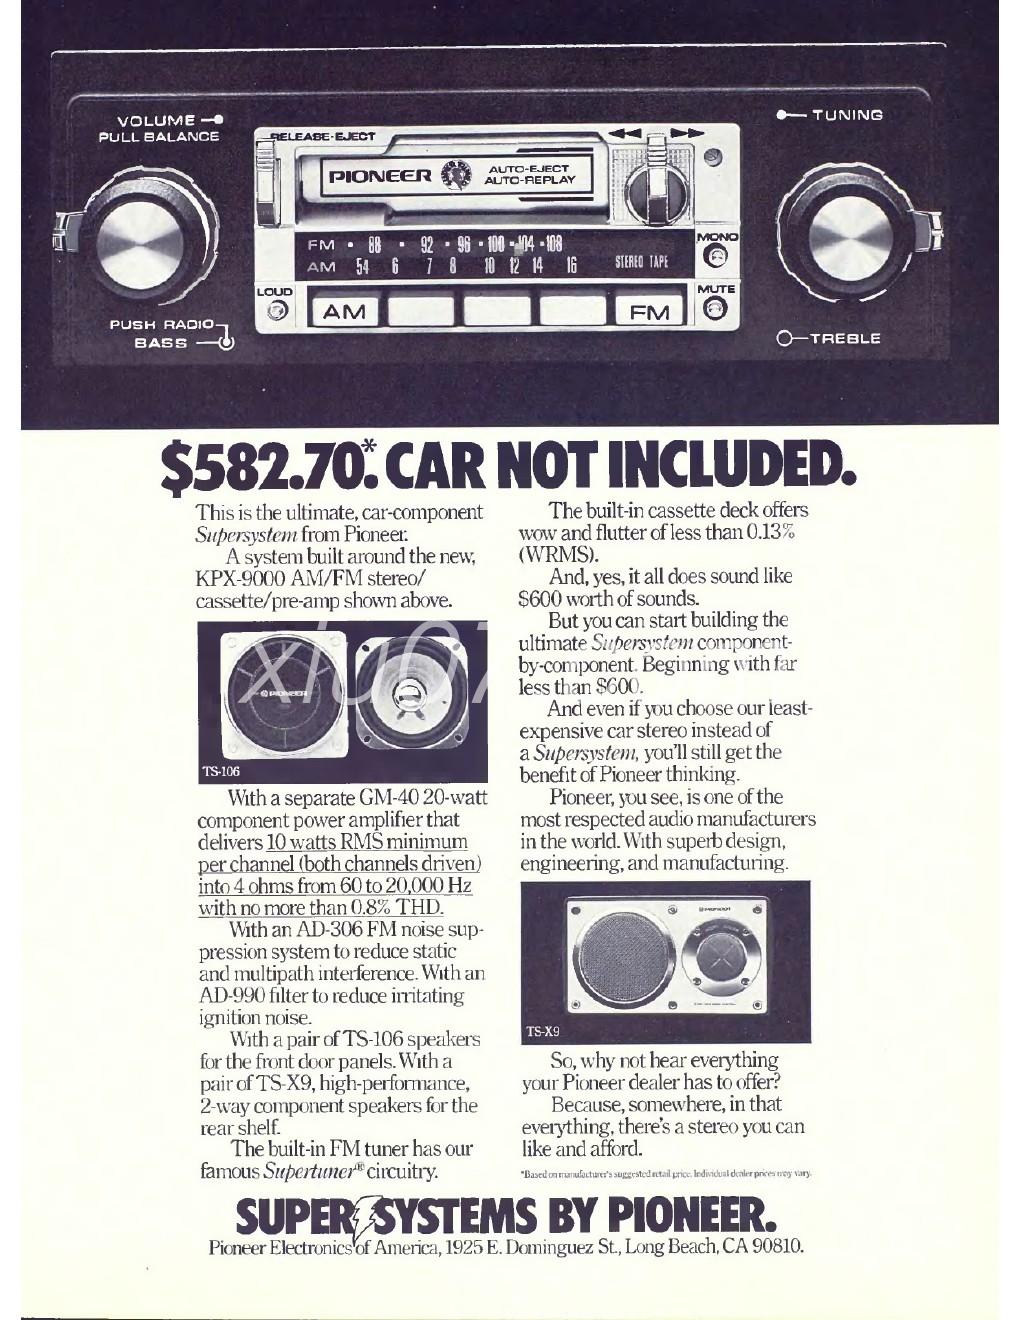 VOLUME
PULL BALANCE
TUNING
RELEASE·EJECT
PIONEER
AUTO-EJECT
AUTO-REPLAY
FM · 88 · 92 · 96 · 100 · 104 · 108
AM 54 6 7 8 10 12 14 16
STEREO TAPE
MONO
LOUD
MUTE
AM
FM
PUSH RADIO
BASS
TREBLE
$582.70.* CAR NOT INCLUDED.
This is the ultimate, car-component
Supersystem from Pioneer.
A system built around the new,
KPX-9000 AM/FM stereo/
cassette/pre-amp shown above.
PIONEER
TS-106
With a separate GM-40 20-watt
component power amplifier that
delivers 10 watts RMS minimum
per channel (both channels driven)
into 4 ohms from 60 to 20,000 Hz
with no more than 0.8% THD.
With an AD-306 FM noise sup-
pression system to reduce static
and multipath interference. With an
AD-990 filter to reduce irritating
ignition noise.
With a pair of TS-106 speakers
for the front door panels. With a
pair of TS-X9, high-performance,
2-way component speakers for the
rear shelf.
The built-in FM tuner has our
famous Supertuner® circuitry.
The built-in cassette deck offers
wow and flutter of less than 0.13%
(WRMS).
And, yes, it all does sound like
$600 worth of sounds.
But you can start building the
ultimate Supersystem component-
by-component. Beginning with far
less than $600.
And even if you choose our least-
expensive car stereo instead of
a Supersystem, you'll still get the
benefit of Pioneer thinking.
Pioneer, you see, is one of the
most respected audio manufacturers
in the world. With superb design,
engineering, and manufacturing.
PIONEER
TS-X9
So, why not hear everything
your Pioneer dealer has to offer?
Because, somewhere, in that
everything, there's a stereo you can
like and afford.
*Based on manufacturer's suggested retail price. Individual dealer prices may vary.
SUPERSYSTEMS BY PIONEER.
Pioneer Electronics of America, 1925 E. Dominguez St., Long Beach, CA 90810.
xiu07